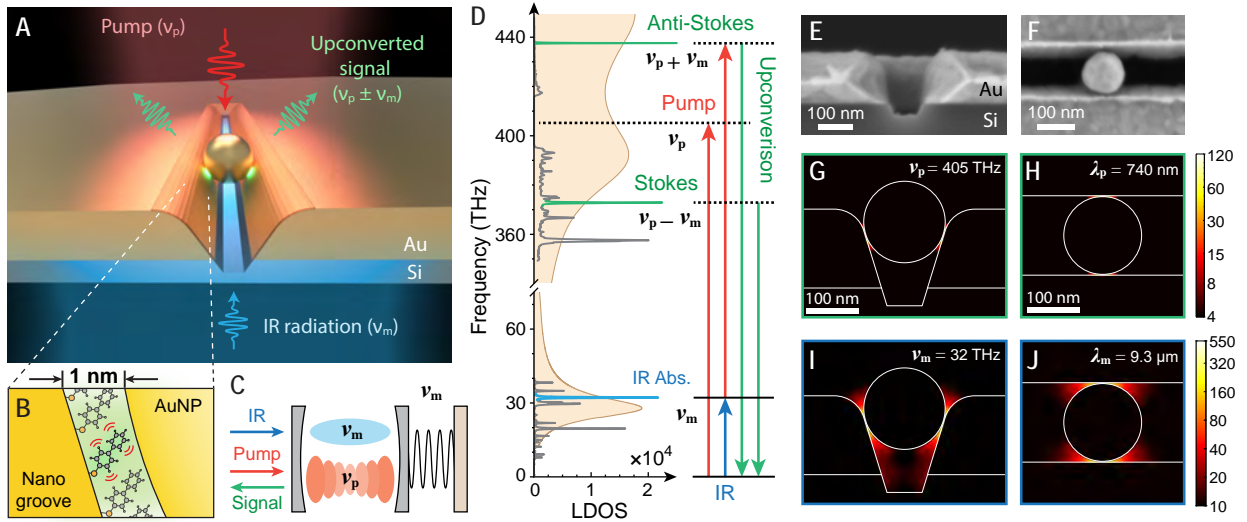 A
Pump (νp)
Upconverted
signal
(νp ± νm)
Au
Si
IR radiation (νm)
B
1 nm
AuNP
Nano
groove
C
νm
IR
Pump
Signal
νm
νp
D
Frequency (THz)
440
400
360
60
30
0
0 1 2
×10⁴
LDOS
Anti-Stokes
νp + νm
Pump
νp
Stokes
νp − νm
IR Abs.
νm
IR
Upconverison
E
Au
Si
100 nm
F
100 nm
G
νp = 405 THz
100 nm
H
λp = 740 nm
120
60
30
15
8
4
I
νm = 32 THz
J
λm = 9.3 µm
550
320
160
80
40
20
10